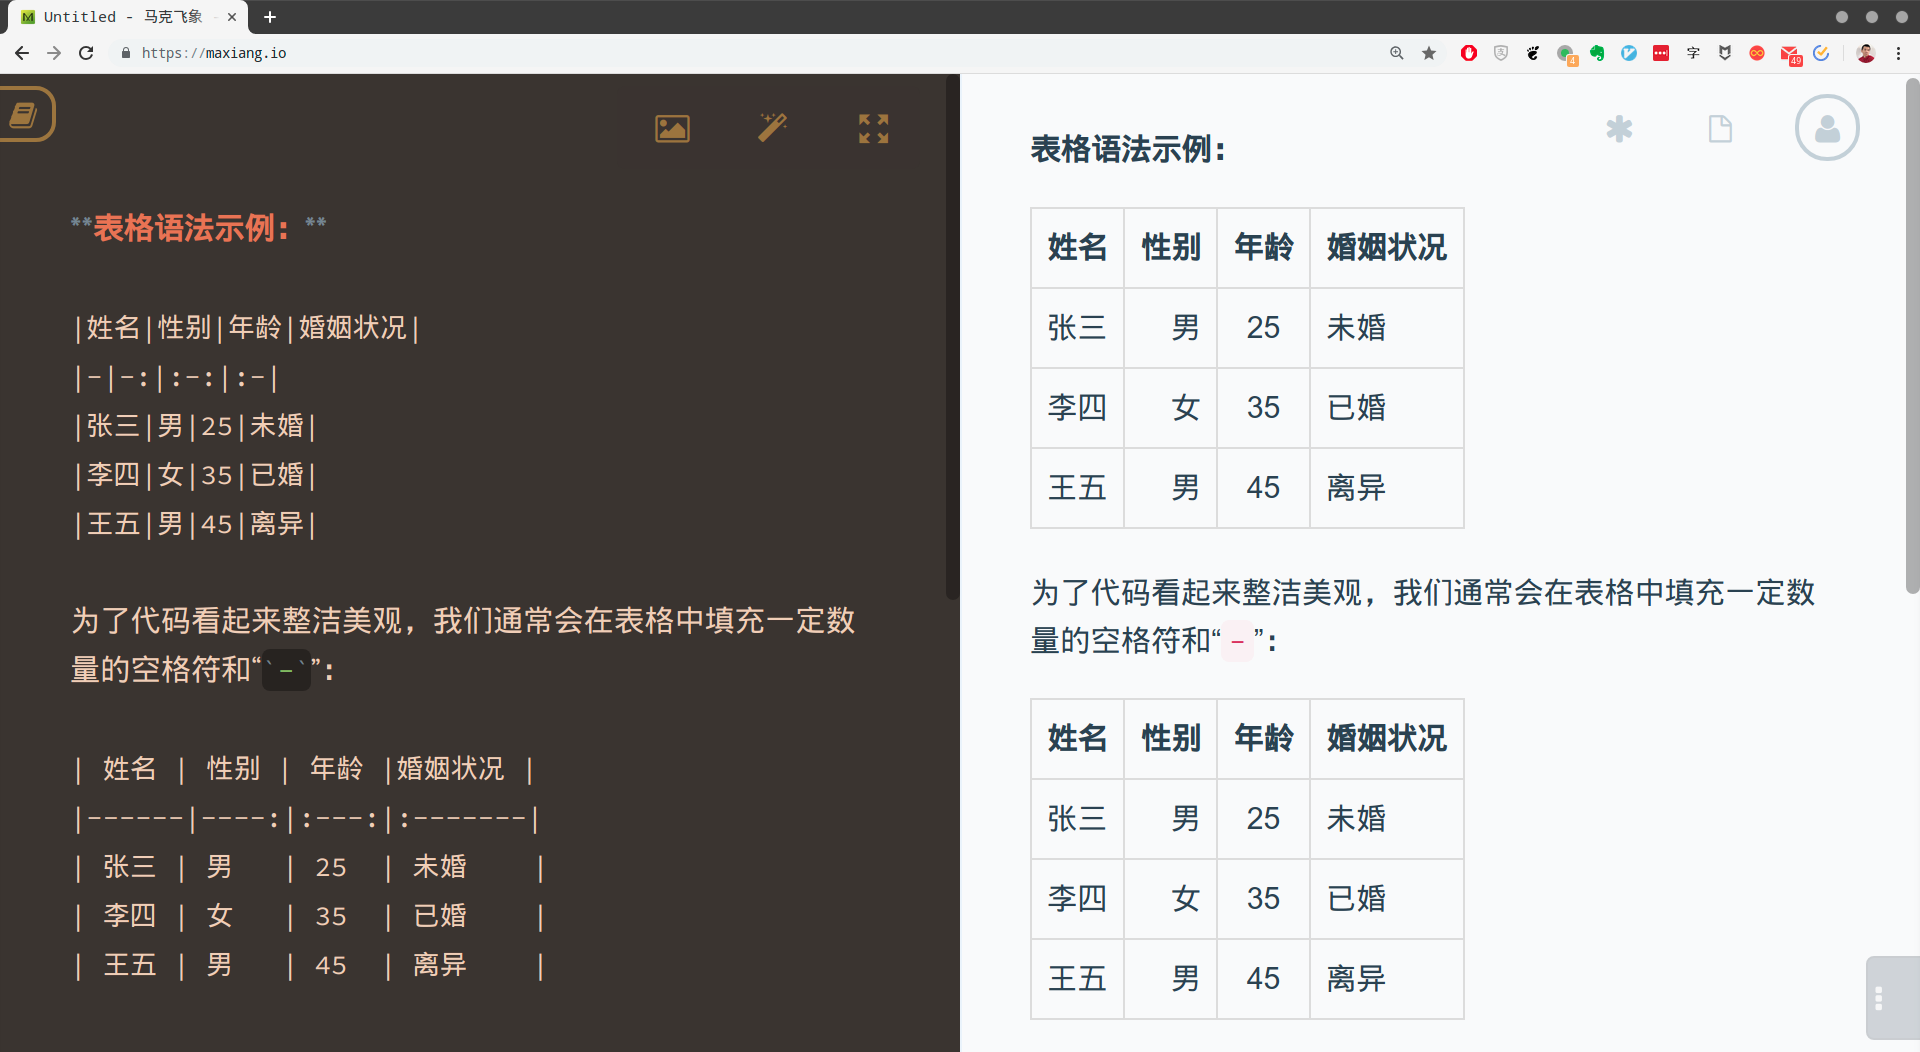 Untitled - 马克飞象 -
https://maxiang.io
4
49
字
**表格语法示例：**
|姓名|性别|年龄|婚姻状况|
|-|-:|:-:|:-|
|张三|男|25|未婚|
|李四|女|35|已婚|
|王五|男|45|离异|
为了代码看起来整洁美观，我们通常会在表格中填充一定数
量的空格符和“`-`”：
| 姓名 | 性别 | 年龄 |婚姻状况 |
|------|----:|:---:|:-------|
| 张三 | 男   | 25  | 未婚    |
| 李四 | 女   | 35  | 已婚    |
| 王五 | 男   | 45  | 离异    |
表格语法示例：
姓名 性别 年龄 婚姻状况
张三 男 25 未婚
李四 女 35 已婚
王五 男 45 离异
为了代码看起来整洁美观，我们通常会在表格中填充一定数
量的空格符和“-”：
姓名 性别 年龄 婚姻状况
张三 男 25 未婚
李四 女 35 已婚
王五 男 45 离异